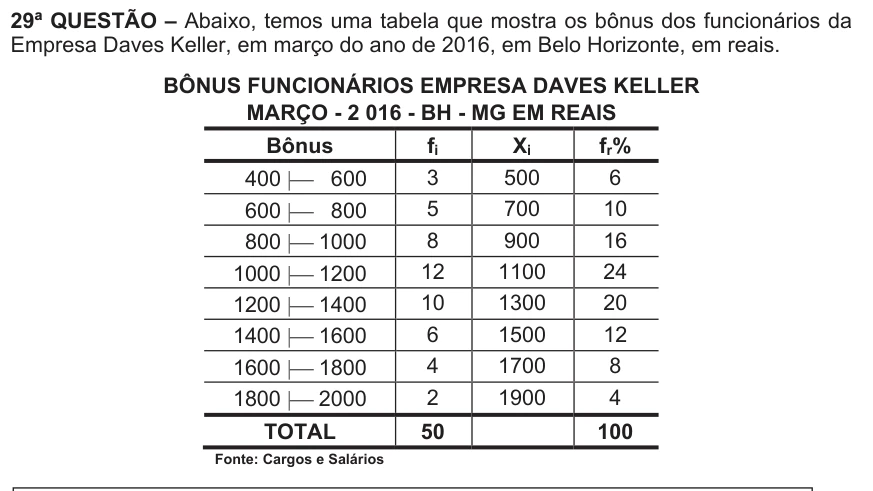 29ª QUESTÃO – Abaixo, temos uma tabela que mostra os bônus dos funcionários da
Empresa Daves Keller, em março do ano de 2016, em Belo Horizonte, em reais.
BÔNUS FUNCIONÁRIOS EMPRESA DAVES KELLER
MARÇO - 2 016 - BH - MG EM REAIS
Bônus fi Xi fr%
400 ├─ 600 3 500 6
600 ├─ 800 5 700 10
800 ├─ 1000 8 900 16
1000 ├─ 1200 12 1100 24
1200 ├─ 1400 10 1300 20
1400 ├─ 1600 6 1500 12
1600 ├─ 1800 4 1700 8
1800 ├─ 2000 2 1900 4
TOTAL 50 100
Fonte: Cargos e Salários